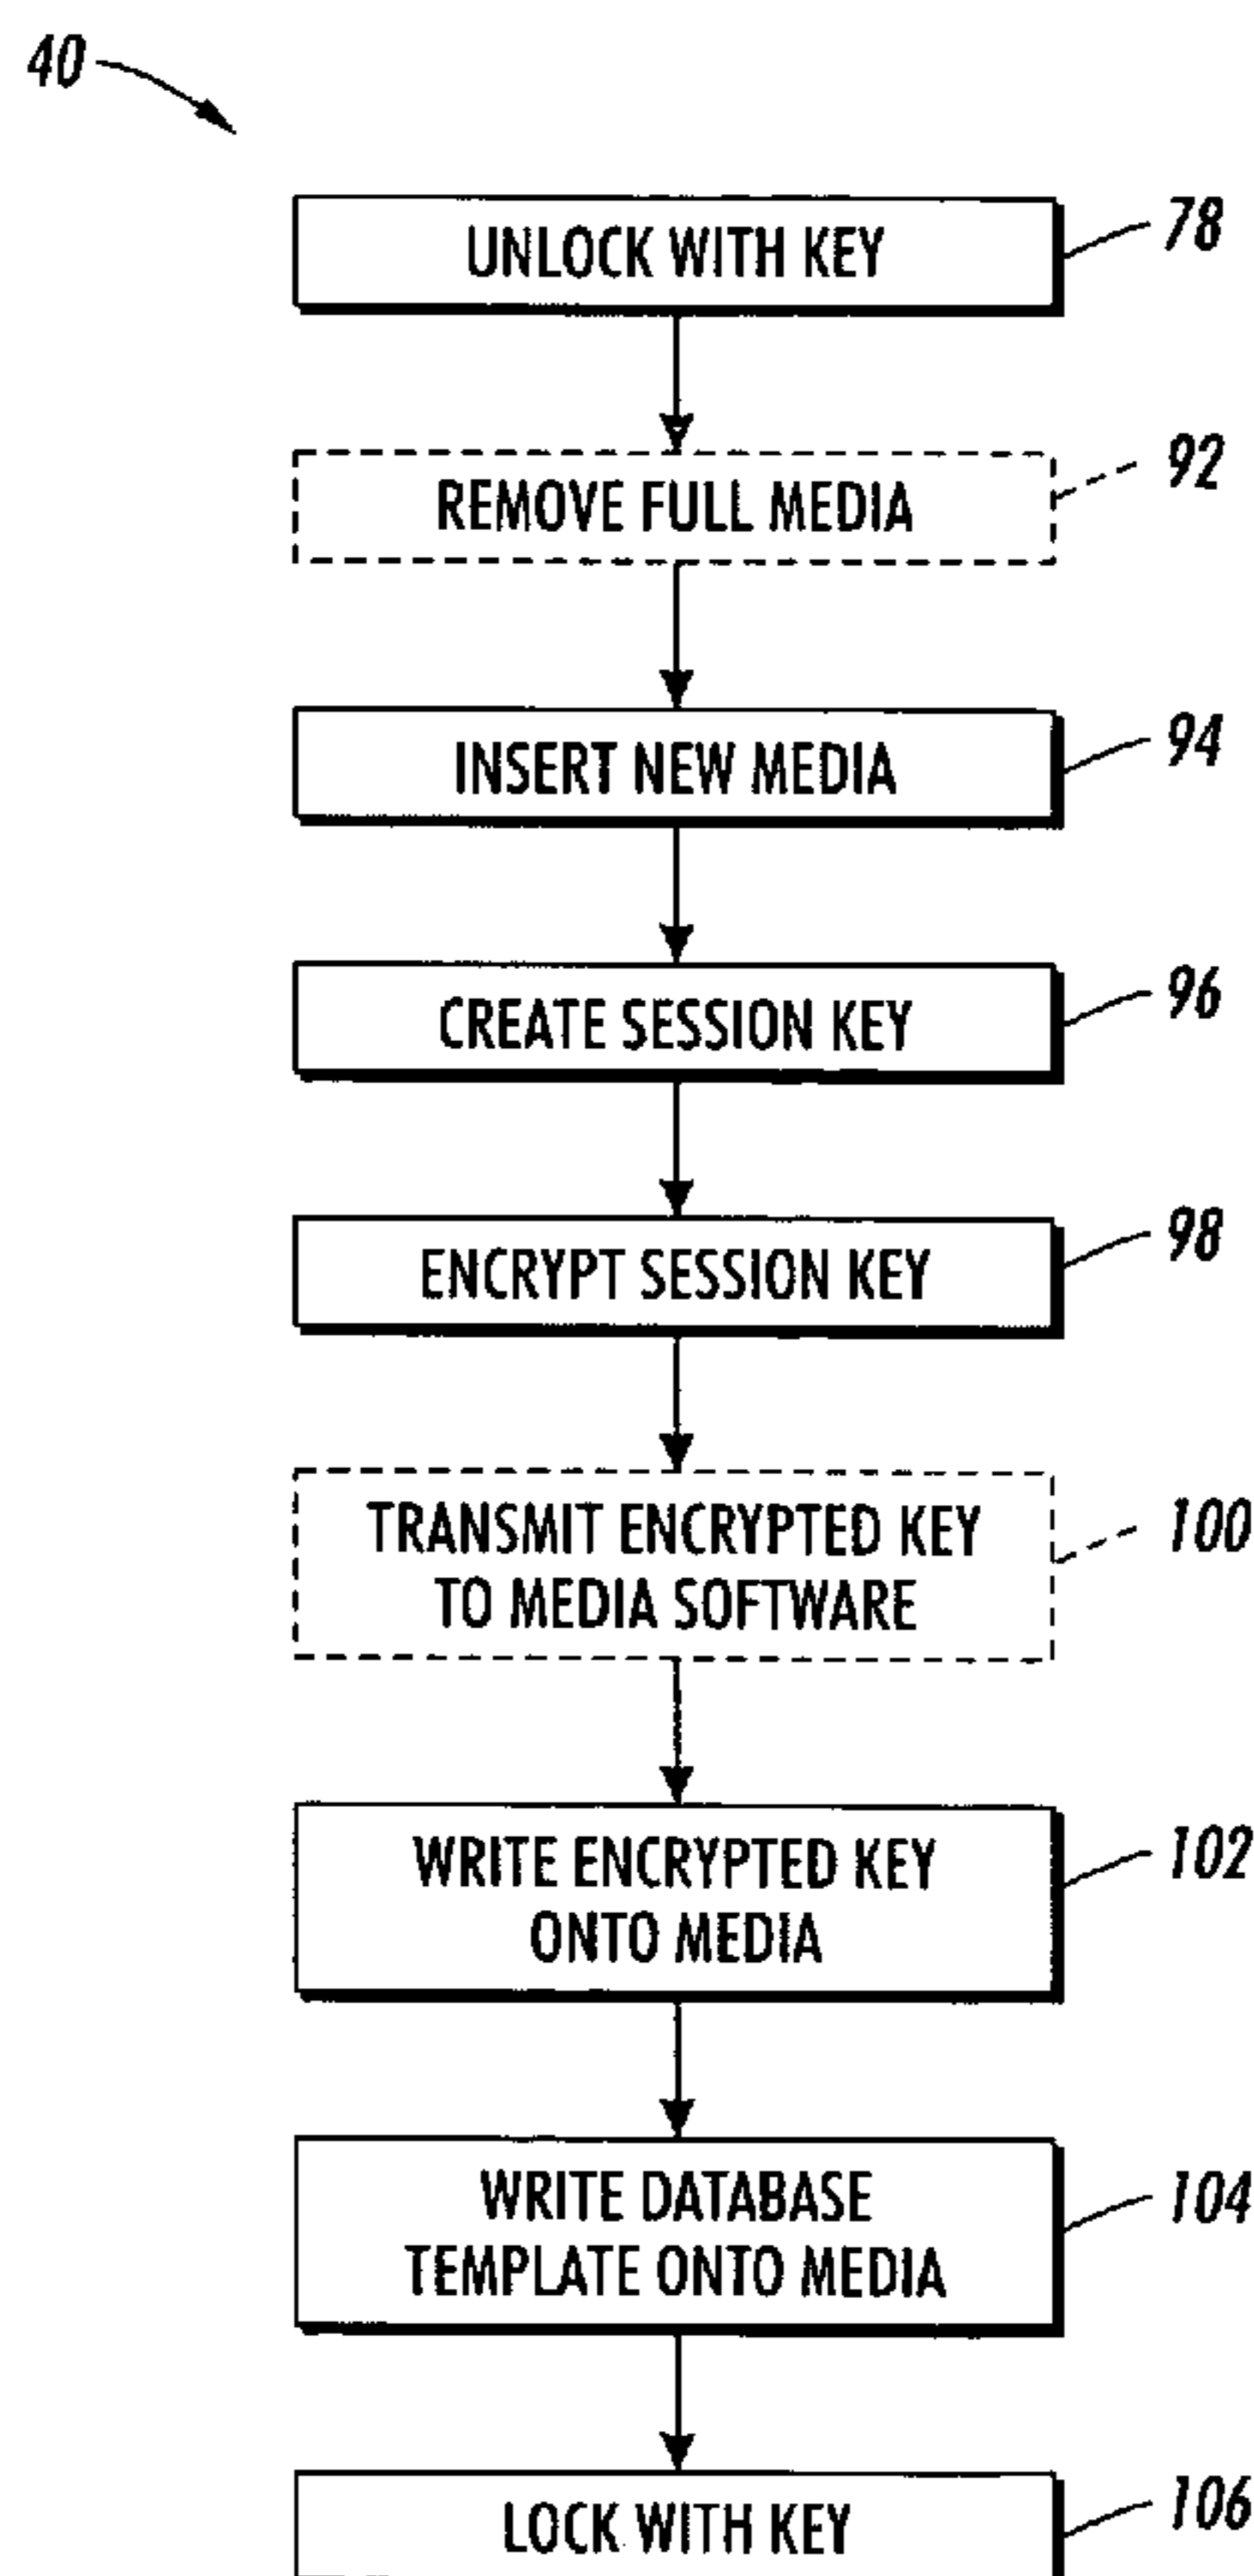 40
UNLOCK WITH KEY
78
REMOVE FULL MEDIA
92
INSERT NEW MEDIA
94
CREATE SESSION KEY
96
ENCRYPT SESSION KEY
98
TRANSMIT ENCRYPTED KEY
TO MEDIA SOFTWARE
100
WRITE ENCRYPTED KEY
ONTO MEDIA
102
WRITE DATABASE
TEMPLATE ONTO MEDIA
104
LOCK WITH KEY
106